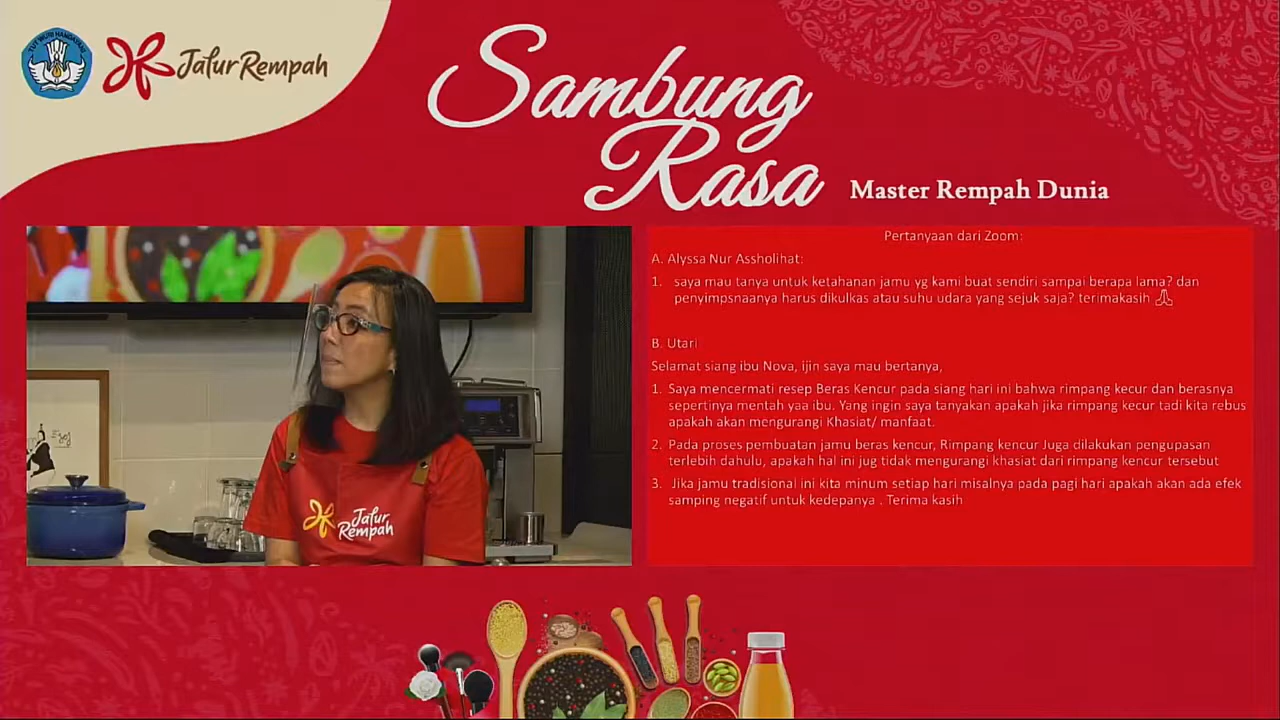 TUT WURI HANDAYANI
Jalur Rempah
Sambung
Rasa
Master Rempah Dunia
Pertanyaan dari Zoom:
A. Alyssa Nur Assholihat:
1. saya mau tanya untuk ketahanan jamu yg kami buat sendiri sampai berapa lama? dan
penyimpsnaanya harus dikulkas atau suhu udara yang sejuk saja? terimakasih 🙏
B. Utari
Selamat siang ibu Nova, ijin saya mau bertanya,
1. Saya mencermati resep Beras Kencur pada siang hari ini bahwa rimpang kecur dan berasnya
sepertinya mentah yaa ibu. Yang ingin saya tanyakan apakah jika rimpang kecur tadi kita rebus
apakah akan mengurangi Khasiat/ manfaat.
2. Pada proses pembuatan jamu beras kencur, Rimpang kencur Juga dilakukan pengupasan
terlebih dahulu, apakah hal ini jug tidak mengurangi khasiat dari rimpang kencur tersebut
3. Jika jamu tradisional ini kita minum setiap hari misalnya pada pagi hari apakah akan ada efek
samping negatif untuk kedepanya . Terima kasih
Jalur
Rempah